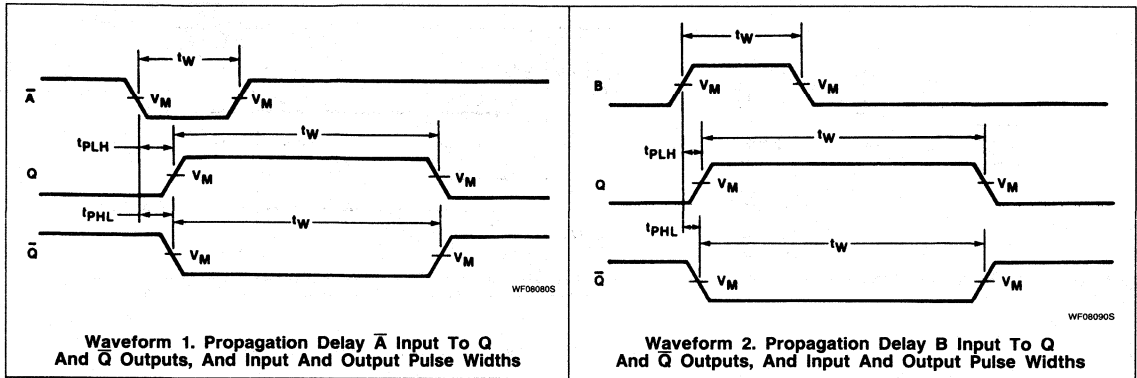 tW
A̅
VM
VM
tPLH
tW
Q
VM
VM
tPHL
tW
Q̅
VM
VM
WF08080S
Waveform 1. Propagation Delay A̅ Input To Q
And Q̅ Outputs, And Input And Output Pulse Widths
tW
B
VM
VM
tPLH
tW
Q
VM
VM
tPHL
tW
Q̅
VM
VM
WF08090S
Waveform 2. Propagation Delay B Input To Q
And Q̅ Outputs, And Input And Output Pulse Widths